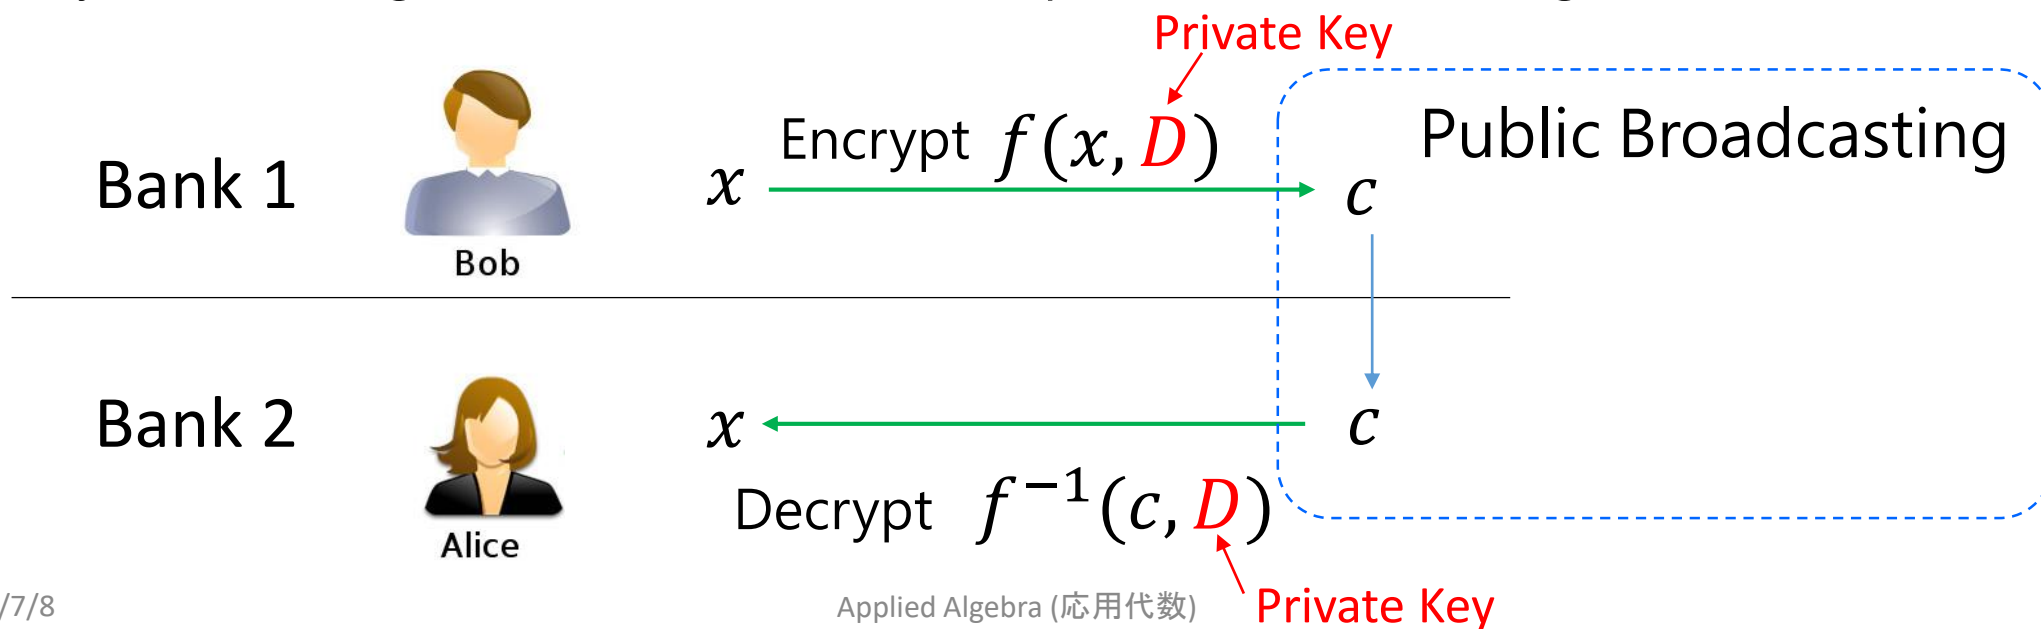 Private Key
Encrypt f(x, D)
Public Broadcasting
Bank 1
x
c
Bob
Bank 2
x
c
Decrypt f⁻¹(c, D)
Alice
/7/8
Applied Algebra (応用代数)
Private Key